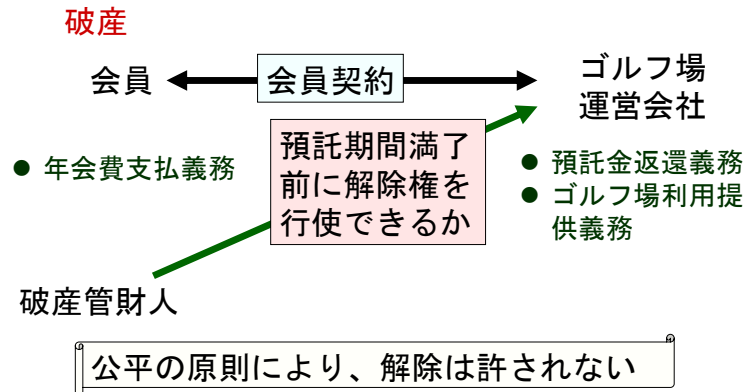 破産
会員
会員契約
ゴルフ場
運営会社
● 年会費支払義務
預託期間満了
前に解除権を
行使できるか
● 預託金返還義務
● ゴルフ場利用提
供義務
破産管財人
公平の原則により、解除は許されない